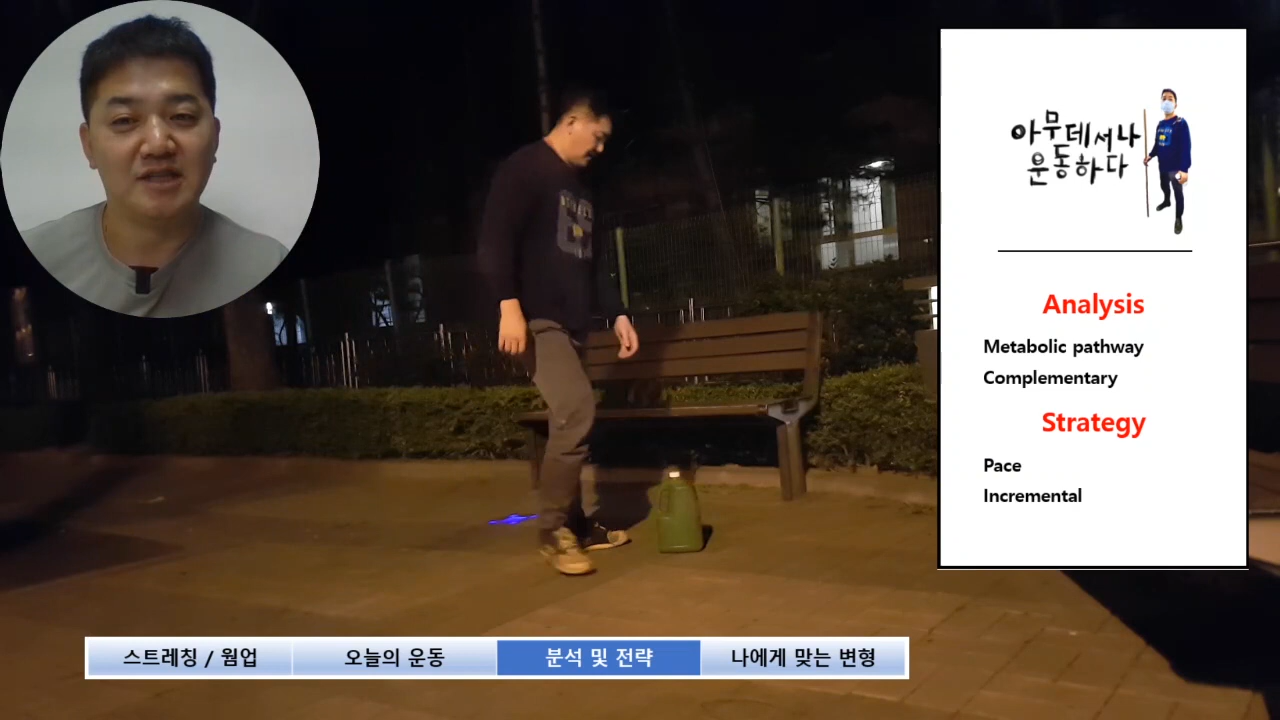 아무데서나
운동하다
Analysis
Metabolic pathway
Complementary
Strategy
Pace
Incremental
스트레칭 / 웜업
오늘의 운동
분석 및 전략
나에게 맞는 변형